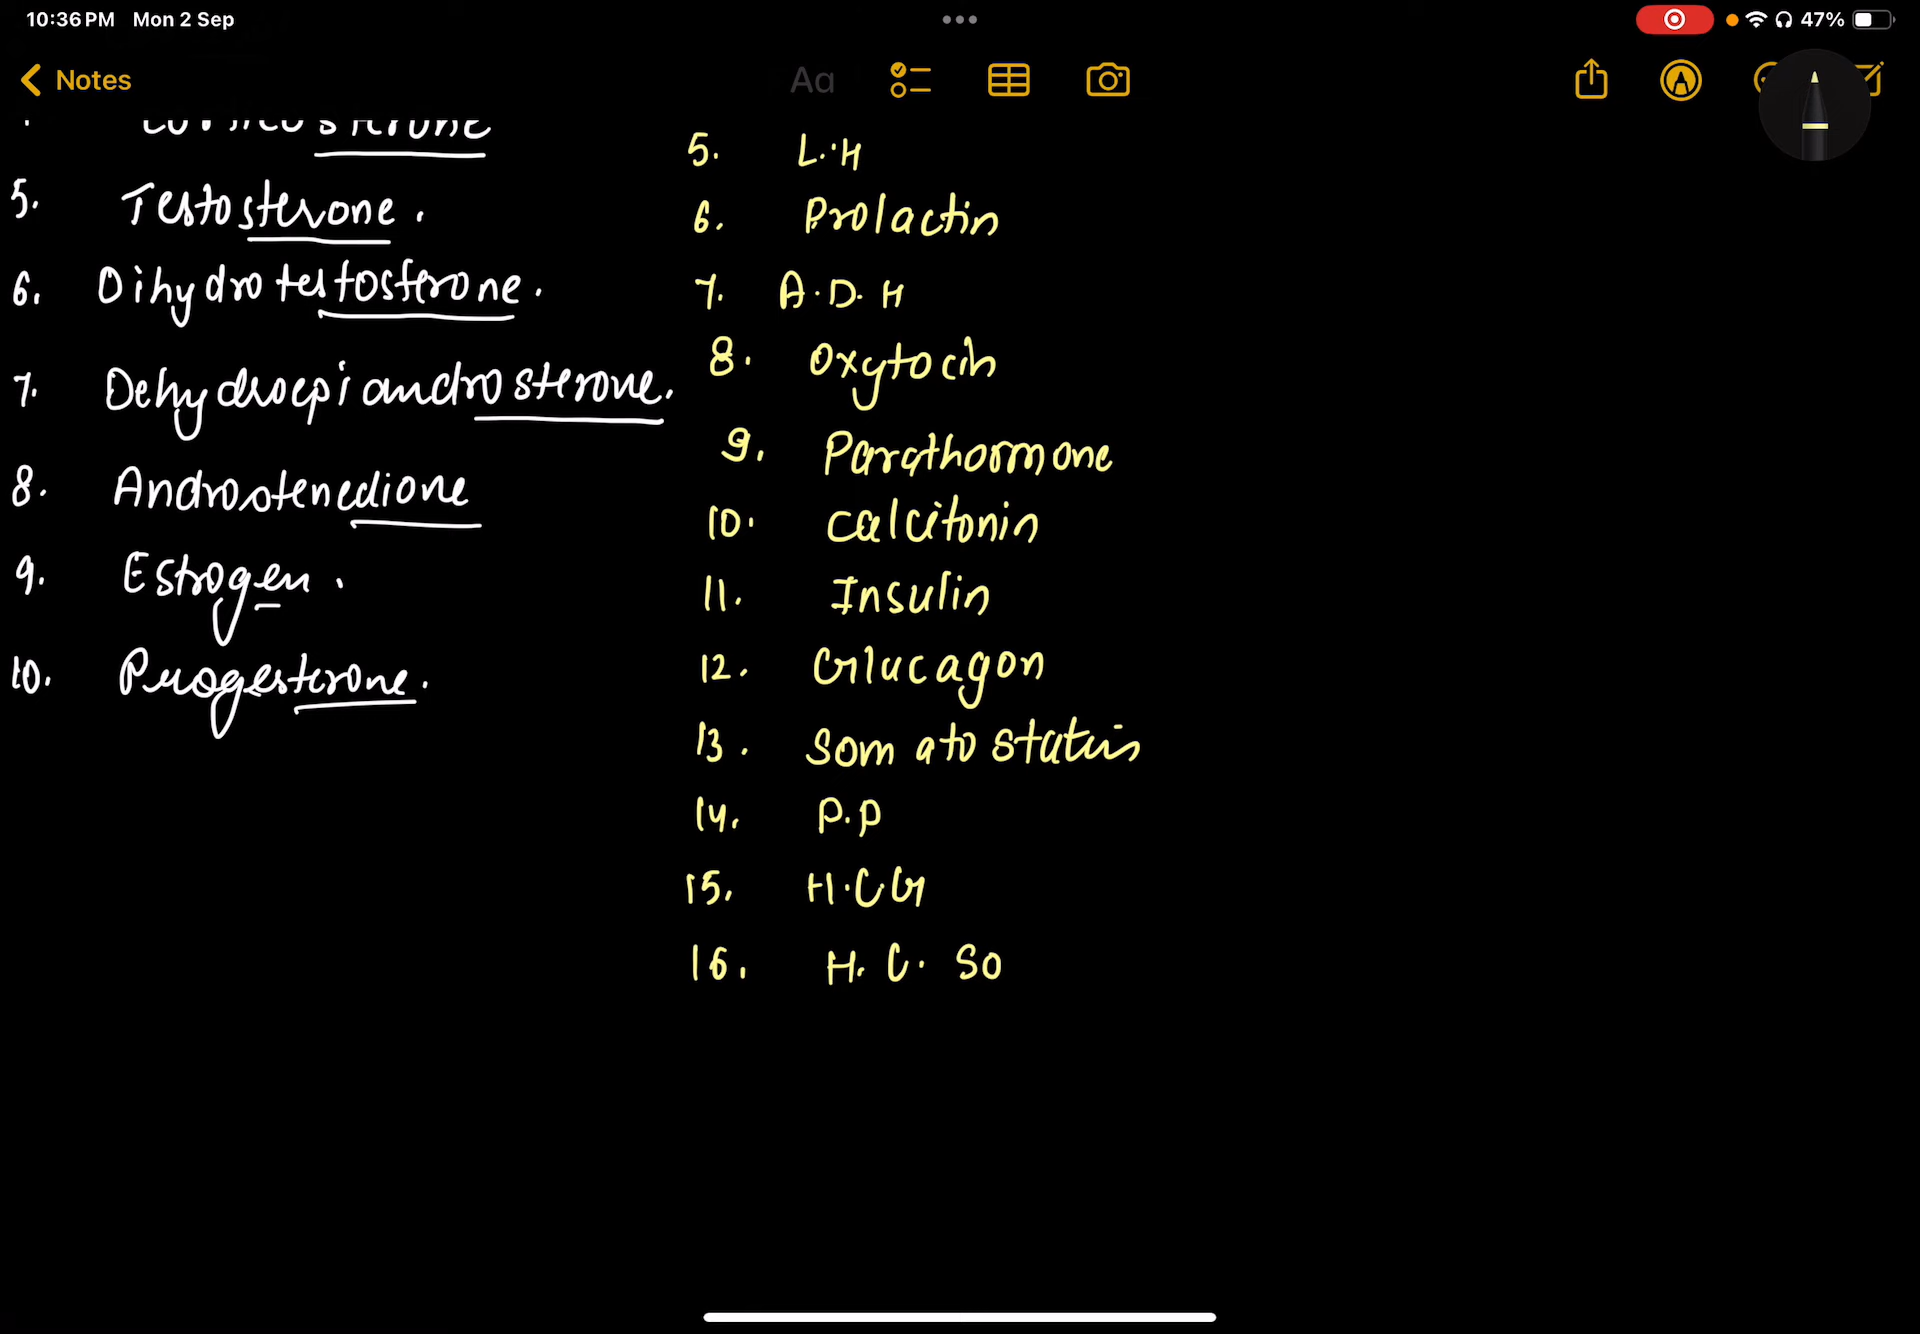 10:36 PM Mon 2 Sep
47%
Notes
Aa
5. Testosterone.
6. Dihydrotestosterone.
7. Dehydroepiandrosterone.
8. Androstenedione
9. Estrogen.
10. Progesterone.
5. L.H
6. Prolactin
7. A.D.H
8. Oxytocin
9. Parathormone
10. Calcitonin
11. Insulin
12. Glucagon
13. Somatostatin
14. P.P
15. H.C.G
16. H.C. So